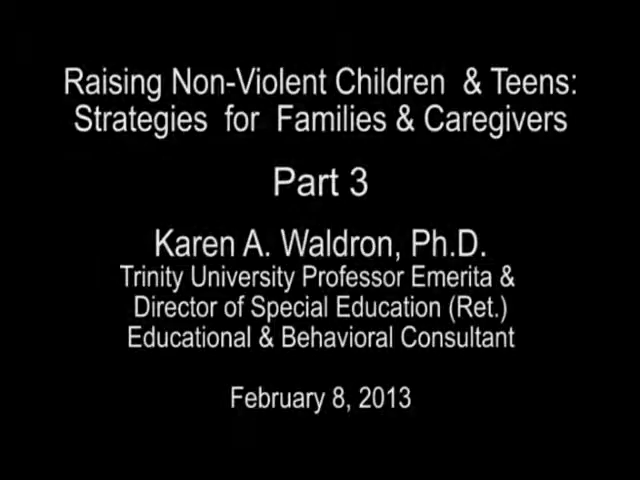 Raising Non-Violent Children & Teens:
Strategies for Families & Caregivers
Part 3
Karen A. Waldron, Ph.D.
Trinity University Professor Emerita &
Director of Special Education (Ret.)
Educational & Behavioral Consultant
February 8, 2013